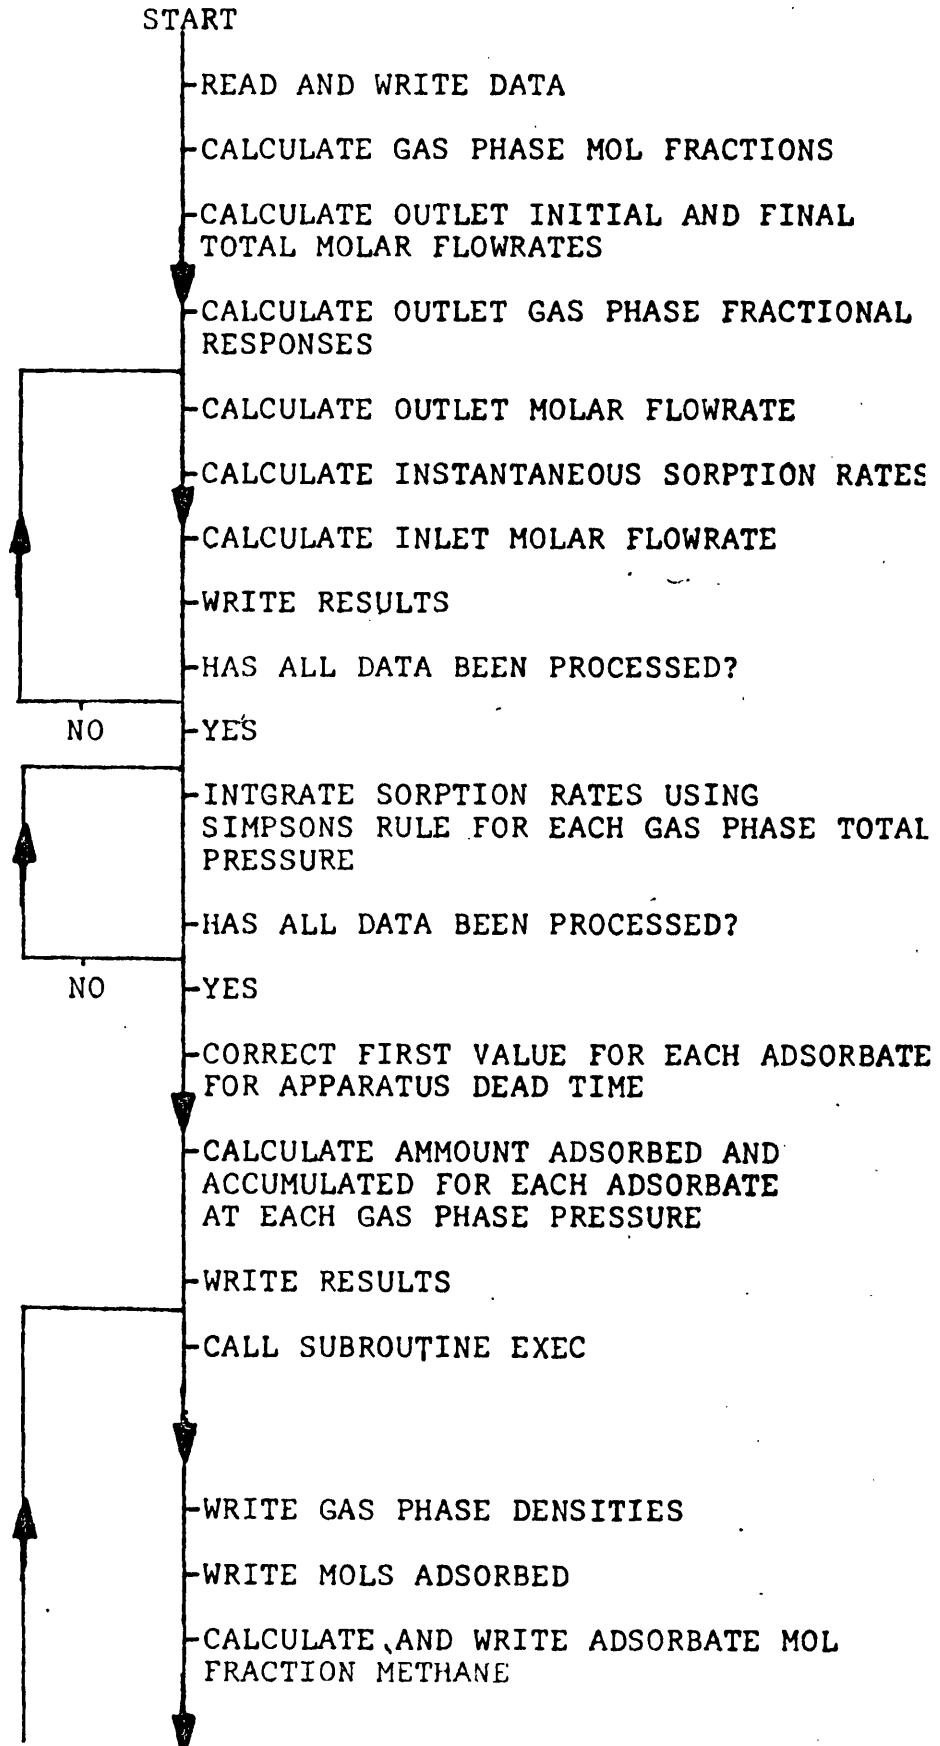 START
READ AND WRITE DATA
CALCULATE GAS PHASE MOL FRACTIONS
CALCULATE OUTLET INITIAL AND FINAL
TOTAL MOLAR FLOWRATES
CALCULATE OUTLET GAS PHASE FRACTIONAL
RESPONSES
CALCULATE OUTLET MOLAR FLOWRATE
CALCULATE INSTANTANEOUS SORPTION RATES
CALCULATE INLET MOLAR FLOWRATE
WRITE RESULTS
HAS ALL DATA BEEN PROCESSED?
NO YES
INTGRATE SORPTION RATES USING
SIMPSONS RULE FOR EACH GAS PHASE TOTAL
PRESSURE
HAS ALL DATA BEEN PROCESSED?
NO YES
CORRECT FIRST VALUE FOR EACH ADSORBATE
FOR APPARATUS DEAD TIME
CALCULATE AMMOUNT ADSORBED AND
ACCUMULATED FOR EACH ADSORBATE
AT EACH GAS PHASE PRESSURE
WRITE RESULTS
CALL SUBROUTINE EXEC
WRITE GAS PHASE DENSITIES
WRITE MOLS ADSORBED
CALCULATE AND WRITE ADSORBATE MOL
FRACTION METHANE